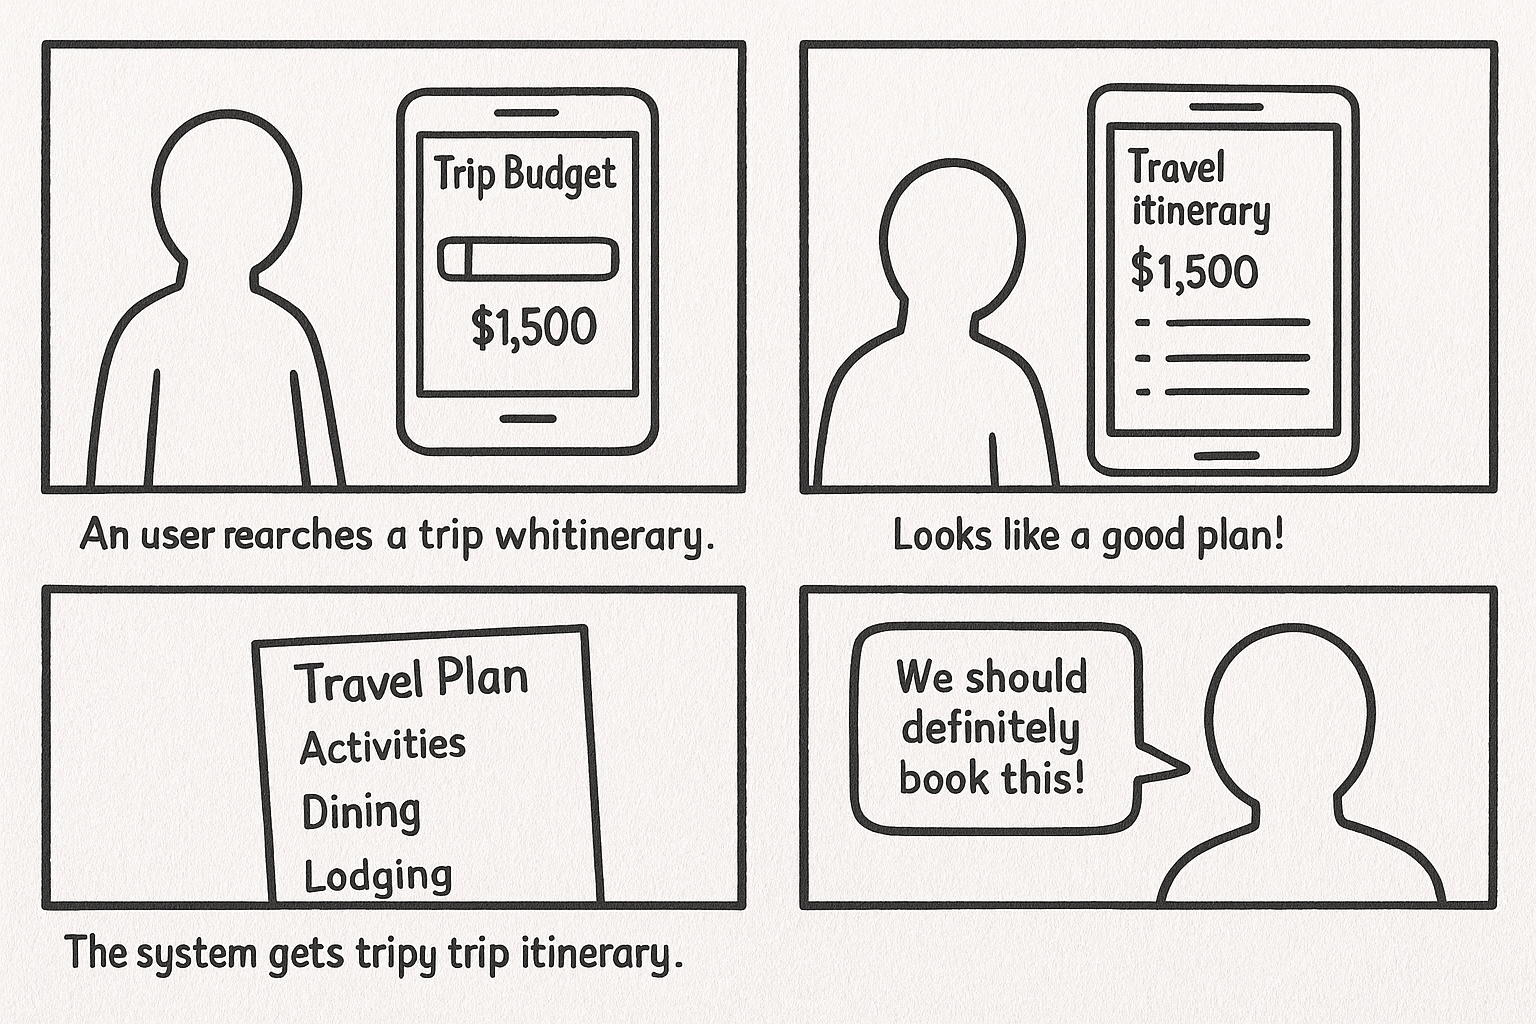 Trip Budget
$1,500
An user rearches a trip whitinerary.
Travel
itinerary
$1,500
Looks like a good plan!
Travel Plan
Activities
Dining
Lodging
The system gets tripy trip itinerary.
We should
definitely
book this!